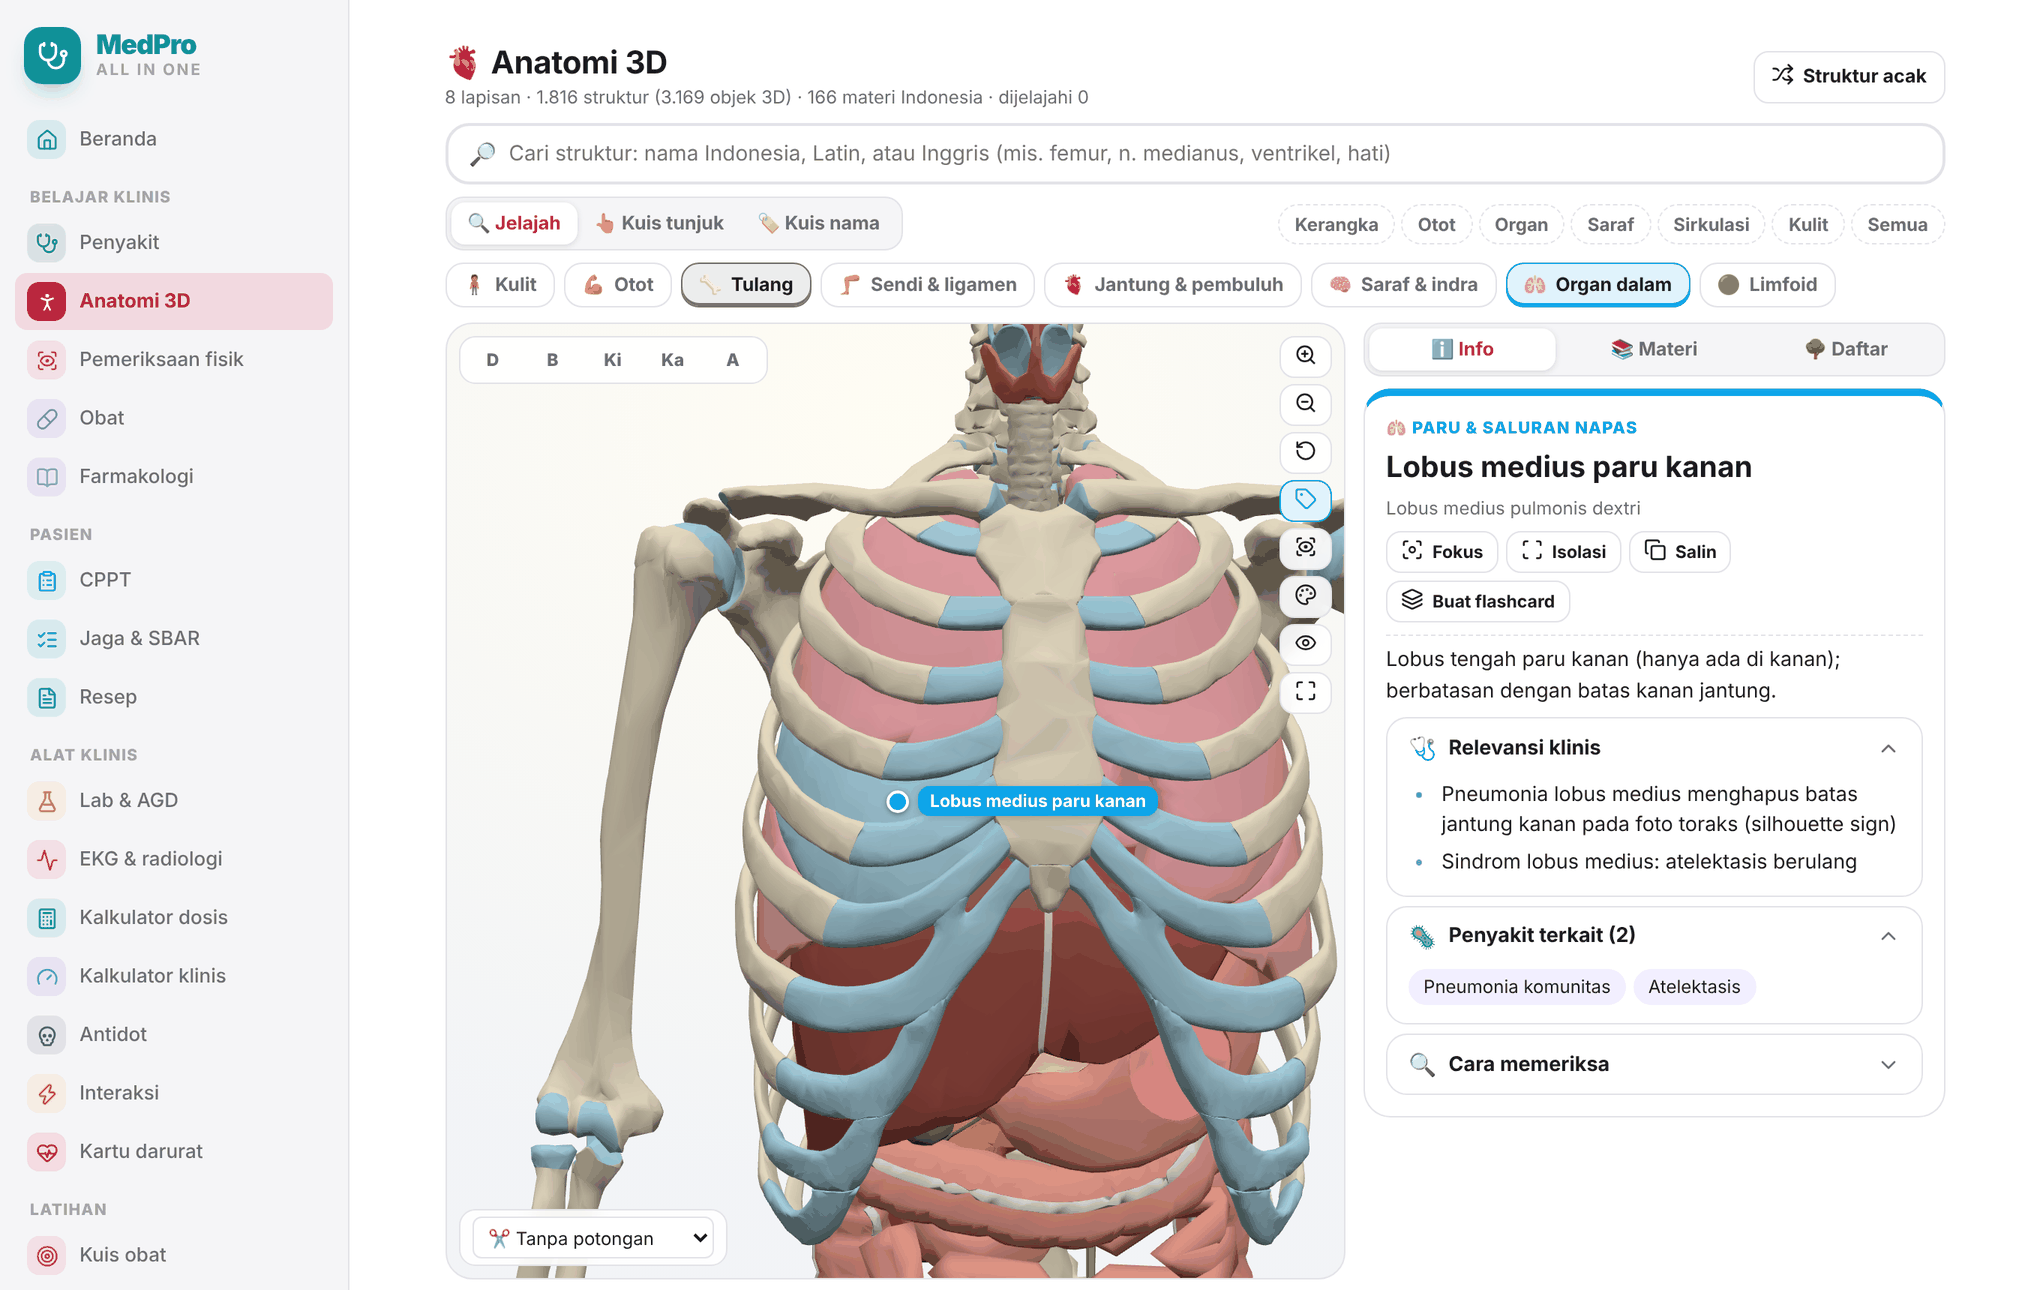 MedPro
ALL IN ONE
Beranda
BELAJAR KLINIS
Penyakit
Anatomi 3D
Pemeriksaan fisik
Obat
Farmakologi
PASIEN
CPPT
Jaga & SBAR
Resep
ALAT KLINIS
Lab & AGD
EKG & radiologi
Kalkulator dosis
Kalkulator klinis
Antidot
Interaksi
Kartu darurat
LATIHAN
Kuis obat
Anatomi 3D
8 lapisan · 1.816 struktur (3.169 objek 3D) · 166 materi Indonesia · dijelajahi 0
Struktur acak
Cari struktur: nama Indonesia, Latin, atau Inggris (mis. femur, n. medianus, ventrikel, hati)
Jelajah Kuis tunjuk Kuis nama
Kerangka Otot Organ Saraf Sirkulasi Kulit Semua
Kulit Otot Tulang Sendi & ligamen Jantung & pembuluh Saraf & indra Organ dalam Limfoid
D B Ki Ka A
Lobus medius paru kanan
Tanpa potongan
Info Materi Daftar
PARU & SALURAN NAPAS
Lobus medius paru kanan
Lobus medius pulmonis dextri
Fokus Isolasi Salin
Buat flashcard
Lobus tengah paru kanan (hanya ada di kanan);
berbatasan dengan batas kanan jantung.
Relevansi klinis
• Pneumonia lobus medius menghapus batas
jantung kanan pada foto toraks (silhouette sign)
• Sindrom lobus medius: atelektasis berulang
Penyakit terkait (2)
Pneumonia komunitas Atelektasis
Cara memeriksa